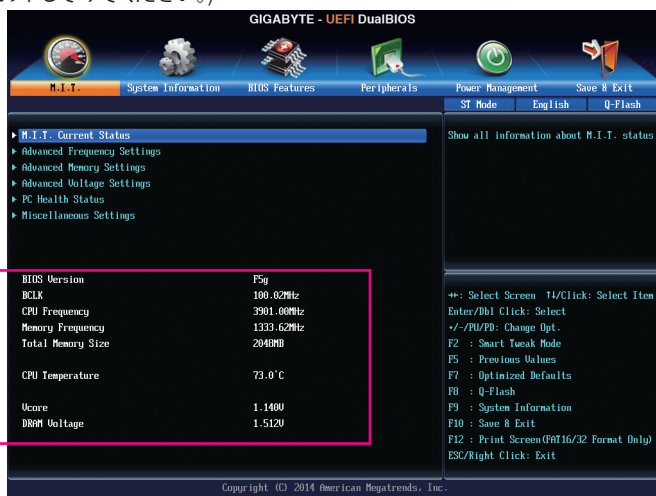 GIGABYTE - UEFI DualBIOS
M.I.T. System Information BIOS Features Peripherals Power Management Save & Exit
ST Mode English Q-Flash
M.I.T. Current Status
Advanced Frequency Settings
Advanced Memory Settings
Advanced Voltage Settings
PC Health Status
Miscellaneous Settings
Show all information about M.I.T. status
BIOS Version F5g
BCLK 100.02MHz
CPU Frequency 3901.00MHz
Memory Frequency 1333.62MHz
Total Memory Size 2048MB
CPU Temperature 73.0°C
Vcore 1.140V
DRAM Voltage 1.512V
→←: Select Screen ↑↓/Click: Select Item
Enter/Dbl Click: Select
+/-/PU/PD: Change Opt.
F2 : Smart Tweak Mode
F5 : Previous Values
F7 : Optimized Defaults
F8 : Q-Flash
F9 : System Information
F10 : Save & Exit
F12 : Print Screen(FAT16/32 Format Only)
ESC/Right Click: Exit
Copyright (C) 2014 American Megatrends, Inc.